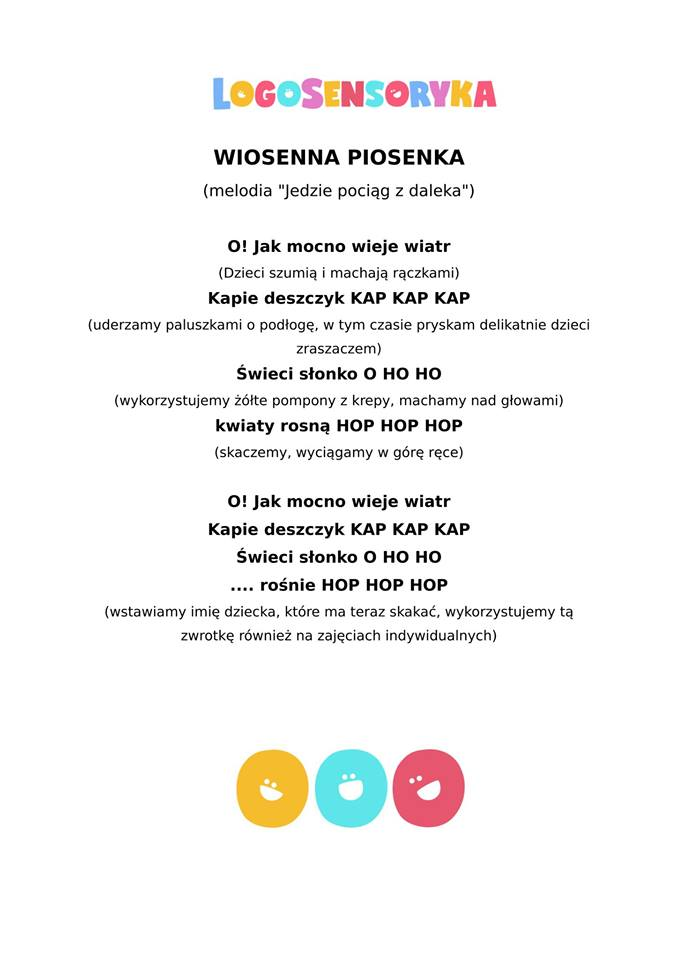 LOGOSENSORYKA
WIOSENNA PIOSENKA
(melodia "Jedzie pociąg z daleka")
O! Jak mocno wieje wiatr
(Dzieci szumią i machają rączkami)
Kapie deszczyk KAP KAP KAP
(uderzamy paluszkami o podłogę, w tym czasie pryskam delikatnie dzieci
zraszaczem)
Świeci słonko O HO HO
(wykorzystujemy żółte pompony z krepy, machamy nad głowami)
kwiaty rosną HOP HOP HOP
(skaczemy, wyciągamy w górę ręce)
O! Jak mocno wieje wiatr
Kapie deszczyk KAP KAP KAP
Świeci słonko O HO HO
.... rośnie HOP HOP HOP
(wstawiamy imię dziecka, które ma teraz skakać, wykorzystujemy tą
zwrotkę również na zajęciach indywidualnych)